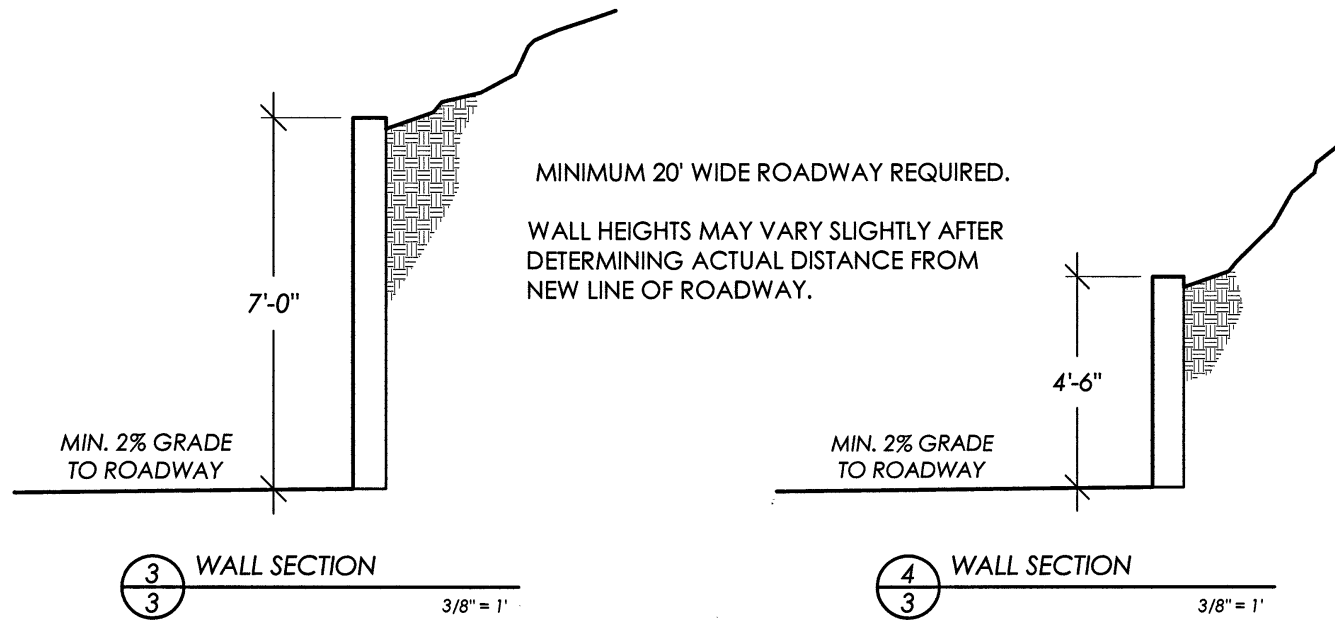 MINIMUM 20' WIDE ROADWAY REQUIRED.
WALL HEIGHTS MAY VARY SLIGHTLY AFTER
DETERMINING ACTUAL DISTANCE FROM
NEW LINE OF ROADWAY.
7'-0"
MIN. 2% GRADE
TO ROADWAY
3
3
WALL SECTION
3/8" = 1'
4'-6"
MIN. 2% GRADE
TO ROADWAY
4
3
WALL SECTION
3/8" = 1'